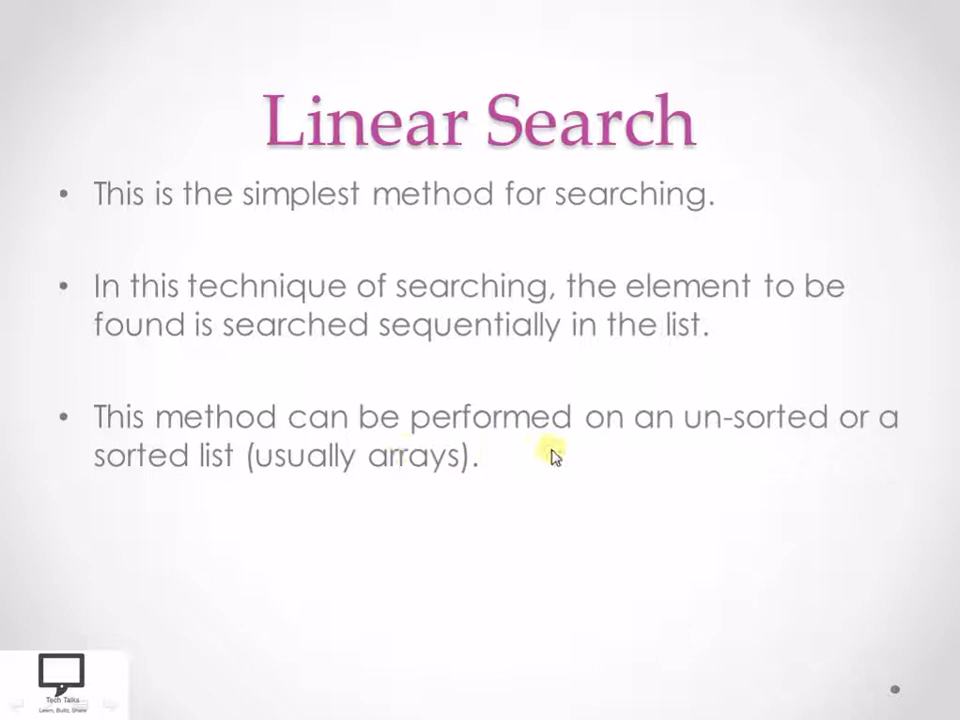 Linear Search
• This is the simplest method for searching.
• In this technique of searching, the element to be
found is searched sequentially in the list.
• This method can be performed on an un-sorted or a
sorted list (usually arrays).
Tech Talks
Learn, Build, Share